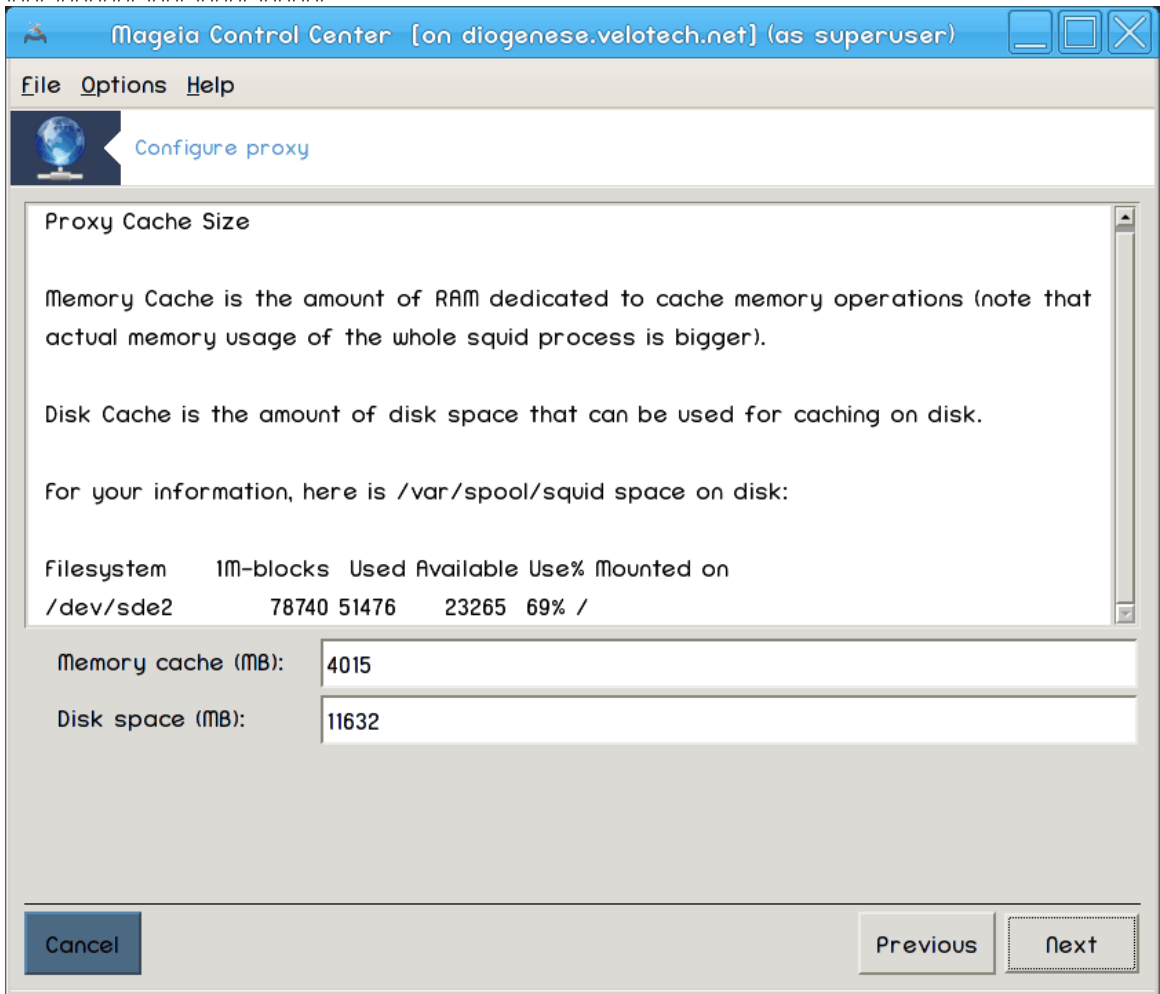 Mageia Control Center [on diogenese.velotech.net] (as superuser)
File Options Help
Configure proxy
Proxy Cache Size
Memory Cache is the amount of RAM dedicated to cache memory operations (note that
actual memory usage of the whole squid process is bigger).
Disk Cache is the amount of disk space that can be used for caching on disk.
For your information, here is /var/spool/squid space on disk:
Filesystem 1M-blocks Used Available Use% Mounted on
/dev/sde2 78740 51476 23265 69% /
Memory cache (MB): 4015
Disk space (MB): 11632
Cancel Previous Next